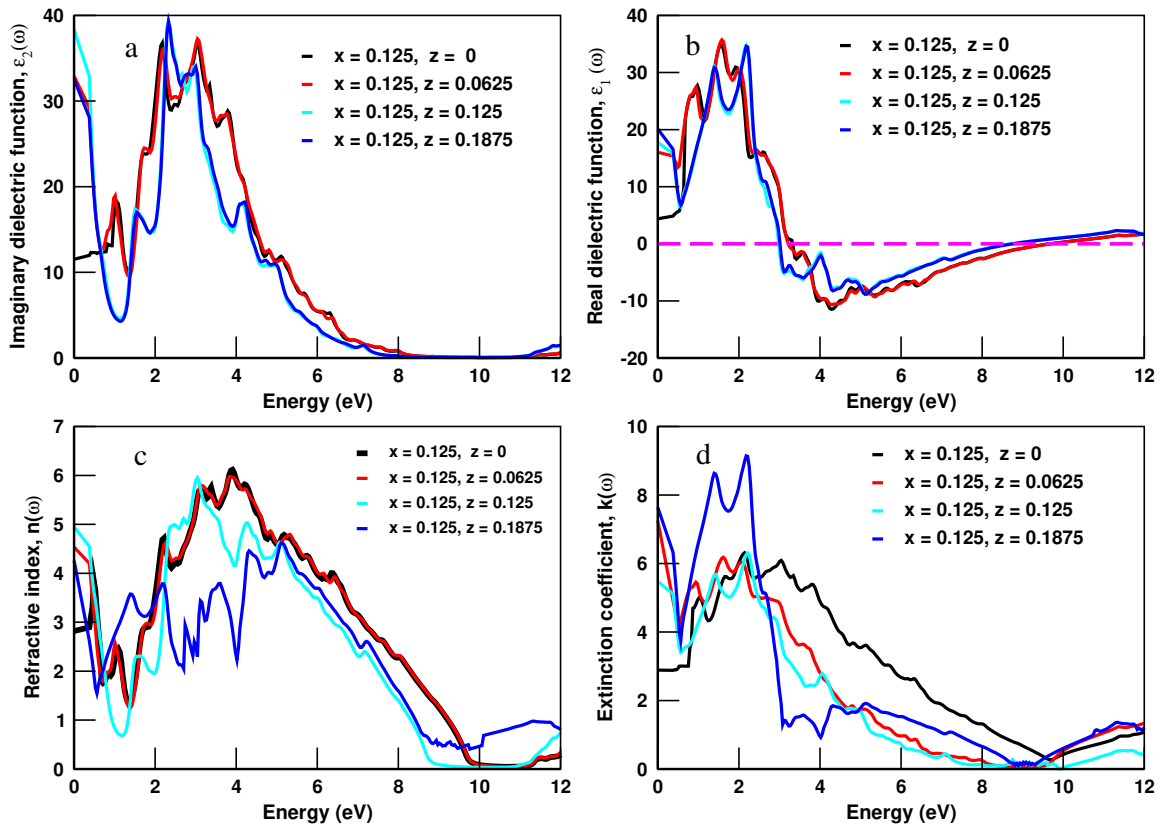 a
Imaginary dielectric function, ε₂(ω)
40
30
20
10
0
x = 0.125, z = 0
x = 0.125, z = 0.0625
x = 0.125, z = 0.125
x = 0.125, z = 0.1875
0 2 4 6 8 10 12
Energy (eV)
b
Real dielectric function, ε₁ (ω)
40
30
20
10
0
-10
-20
x = 0.125, z = 0
x = 0.125, z = 0.0625
x = 0.125, z = 0.125
x = 0.125, z = 0.1875
0 2 4 6 8 10 12
Energy (eV)
c
Refractive index, n(ω)
7
6
5
4
3
2
1
0
x = 0.125, z = 0
x = 0.125, z = 0.0625
x = 0.125, z = 0.125
x = 0.125, z = 0.1875
0 2 4 6 8 10 12
Energy (eV)
d
Extinction coefficient, k(ω)
10
8
6
4
2
0
x = 0.125, z = 0
x = 0.125, z = 0.0625
x = 0.125, z = 0.125
x = 0.125, z = 0.1875
0 2 4 6 8 10 12
Energy (eV)